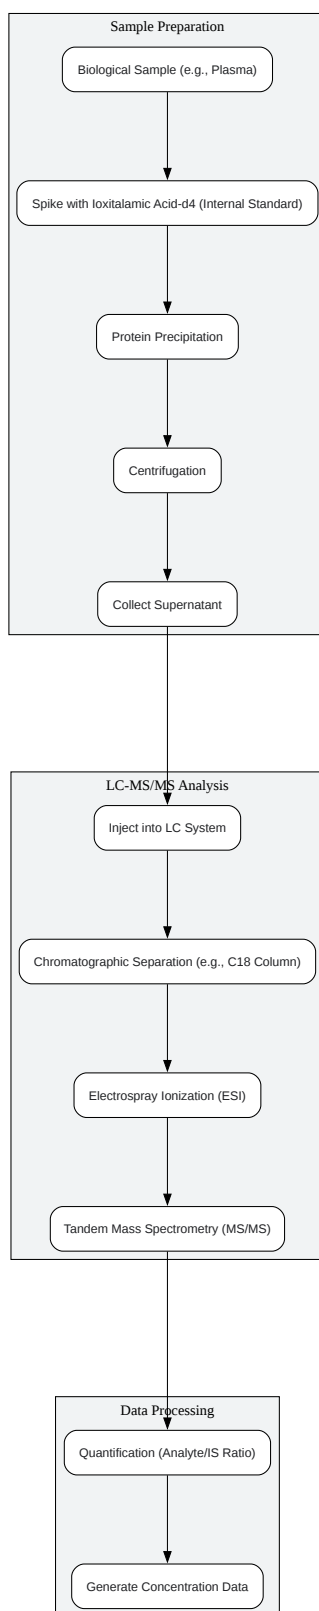 Sample Preparation
Biological Sample (e.g., Plasma)
Spike with Ioxitalamic Acid-d4 (Internal Standard)
Protein Precipitation
Centrifugation
Collect Supernatant
LC-MS/MS Analysis
Inject into LC System
Chromatographic Separation (e.g., C18 Column)
Electrospray Ionization (ESI)
Tandem Mass Spectrometry (MS/MS)
Data Processing
Quantification (Analyte/IS Ratio)
Generate Concentration Data